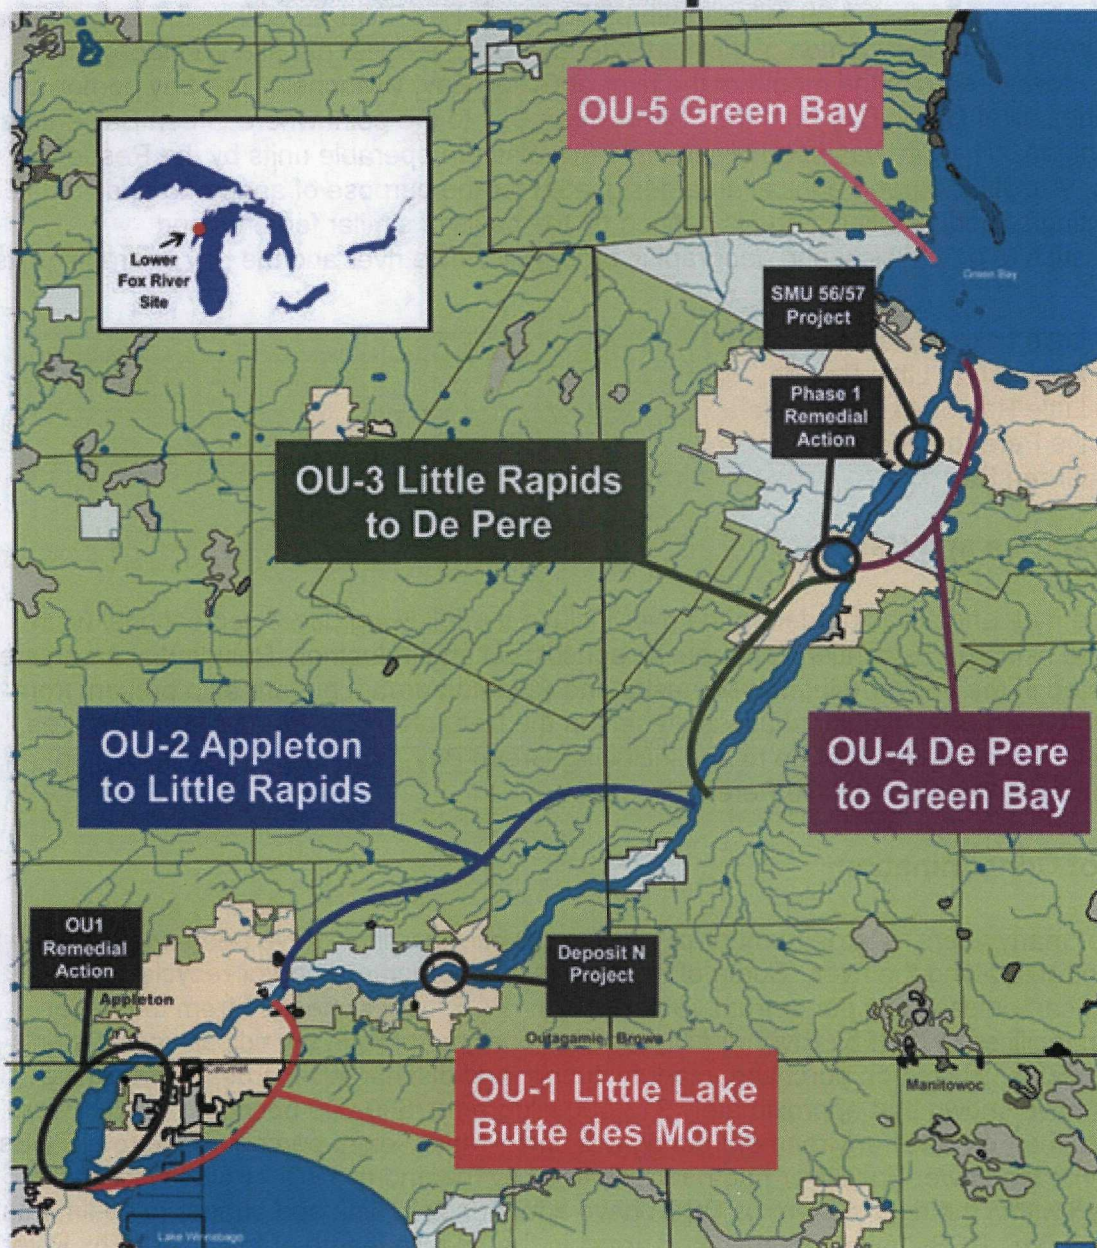 OU-5 Green Bay
Lower
Fox River
Site
Green Bay
SMU 56/57
Project
Phase 1
Remedial
Action
OU-3 Little Rapids
to De Pere
OU-2 Appleton
to Little Rapids
OU-4 De Pere
to Green Bay
OU1
Remedial
Action
Appleton
Deposit N
Project
Outagamie
Brown
Calumet
OU-1 Little Lake
Butte des Morts
Manitowoc
Lake Winnebago